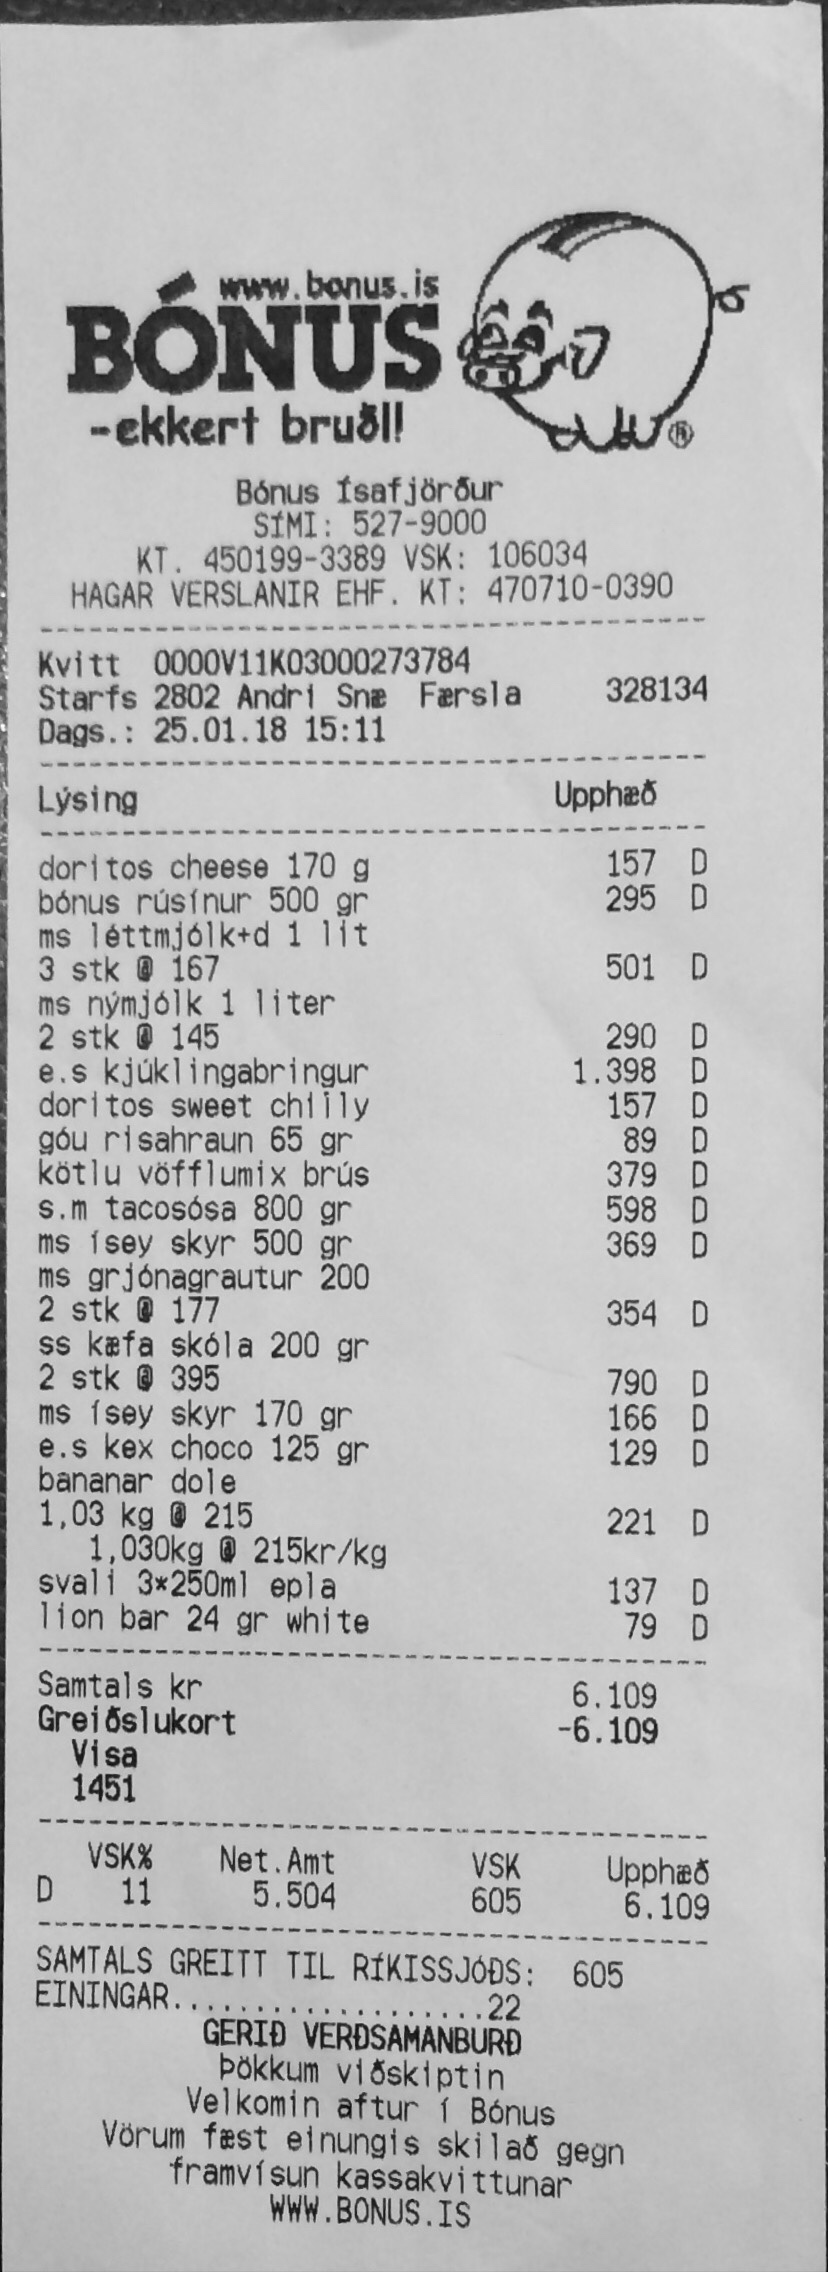 www.bonus.is
BÓNUS
-ekkert bruðl!
®
Bónus Ísafjörður
SÍMI: 527-9000
KT. 450199-3389 VSK: 106034
HAGAR VERSLANIR EHF. KT: 470710-0390
Kvitt 0000V11K03000273784
Starfs 2802 Andri Snæ Færsla 328134
Dags.: 25.01.18 15:11
Lýsing Upphæð
doritos cheese 170 g 157 D
bónus rúsínur 500 gr 295 D
ms léttmjólk+d 1 lit
3 stk @ 167 501 D
ms nýmjólk 1 liter
2 stk @ 145 290 D
e.s kjúklingabringur 1.398 D
doritos sweet chilly 157 D
góu risahraun 65 gr 89 D
kötlu vöfflumix brús 379 D
s.m tacosósa 800 gr 598 D
ms ísey skyr 500 gr 369 D
ms grjónagrautur 200
2 stk @ 177 354 D
ss kæfa skóla 200 gr
2 stk @ 395 790 D
ms ísey skyr 170 gr 166 D
e.s kex choco 125 gr 129 D
bananar dole
1,03 kg @ 215 221 D
1,030kg @ 215kr/kg
svali 3*250ml epla 137 D
lion bar 24 gr white 79 D
Samtals kr 6.109
Greiðslukort -6.109
Visa
1451
VSK% Net.Amt VSK Upphæð
D 11 5.504 605 6.109
SAMTALS GREITT TIL RÍKISSJÓÐS: 605
EININGAR...................22
GERIÐ VERÐSAMANBURÐ
Þökkum viðskiptin
Velkomin aftur í Bónus
Vörum fæst einungis skilað gegn
framvísun kassakvittunar
WWW.BONUS.IS